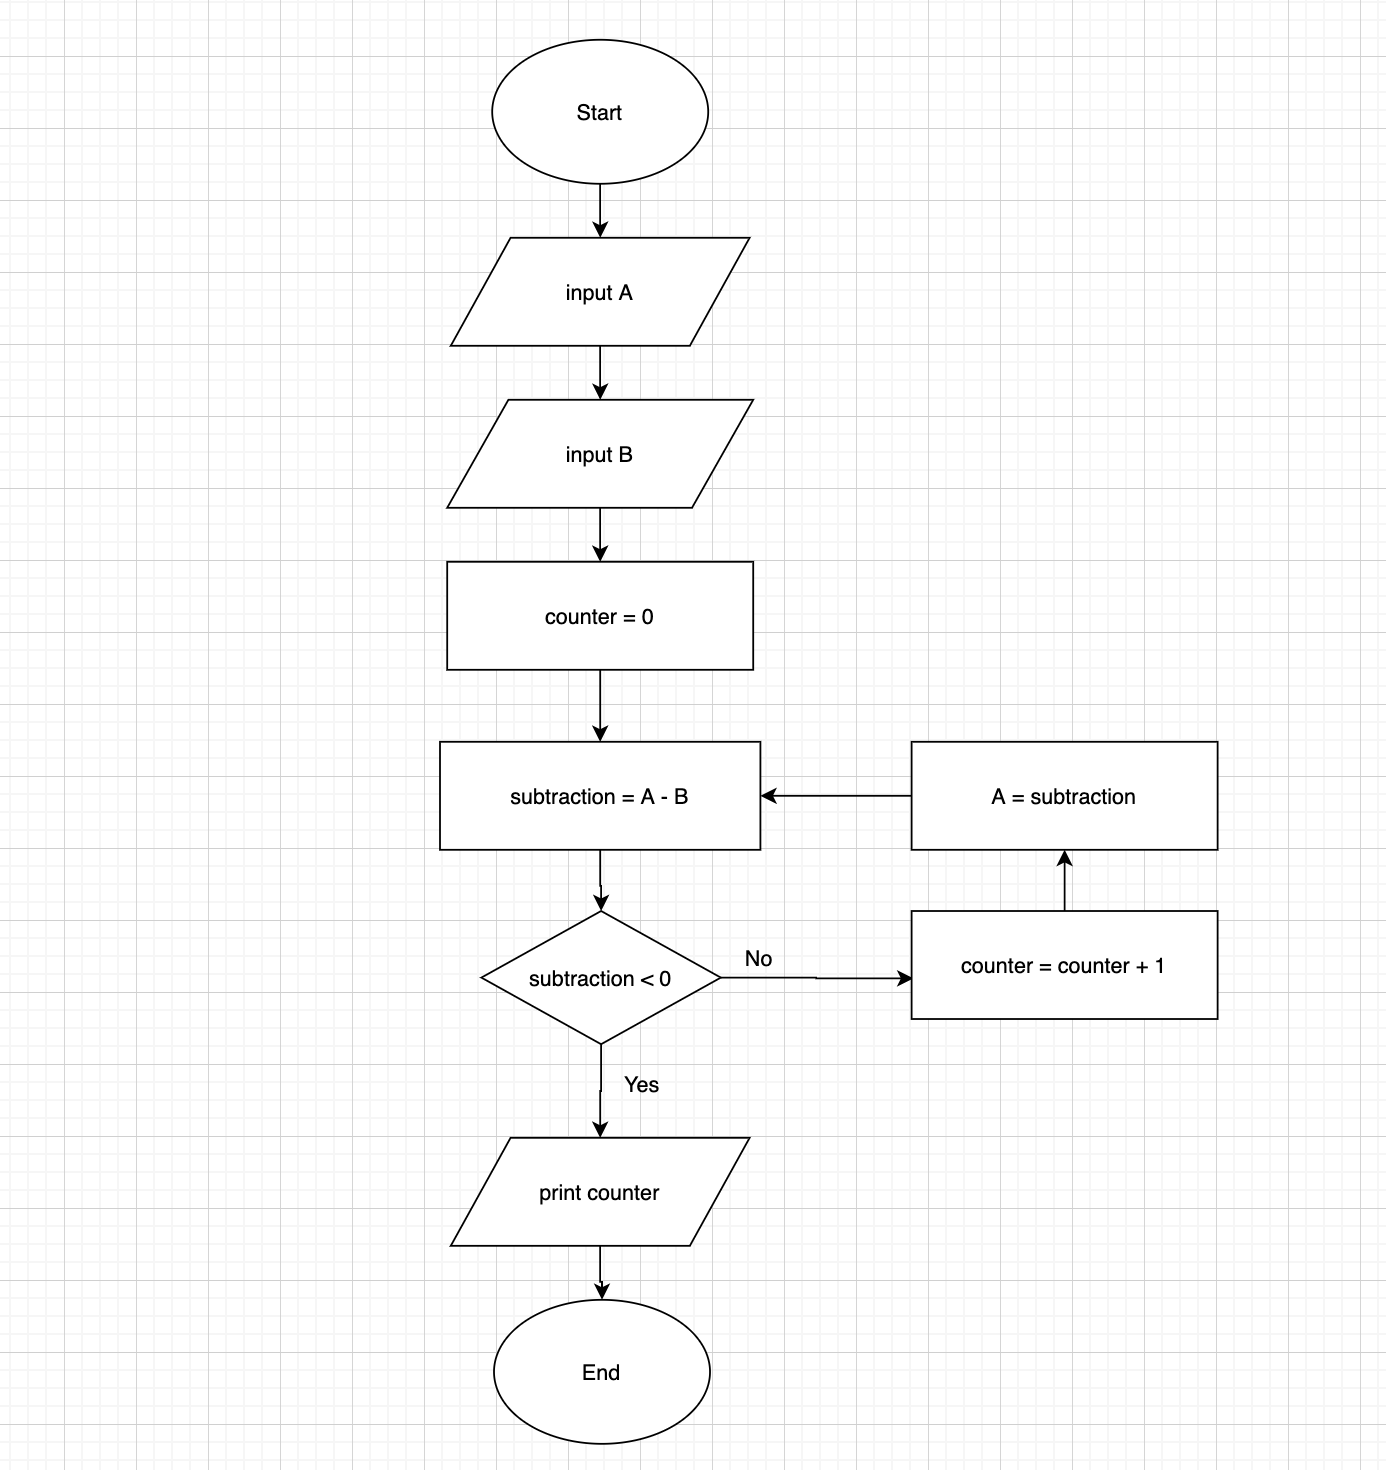 Start
input A
input B
counter = 0
subtraction = A - B
A = subtraction
subtraction < 0
No
counter = counter + 1
Yes
print counter
End